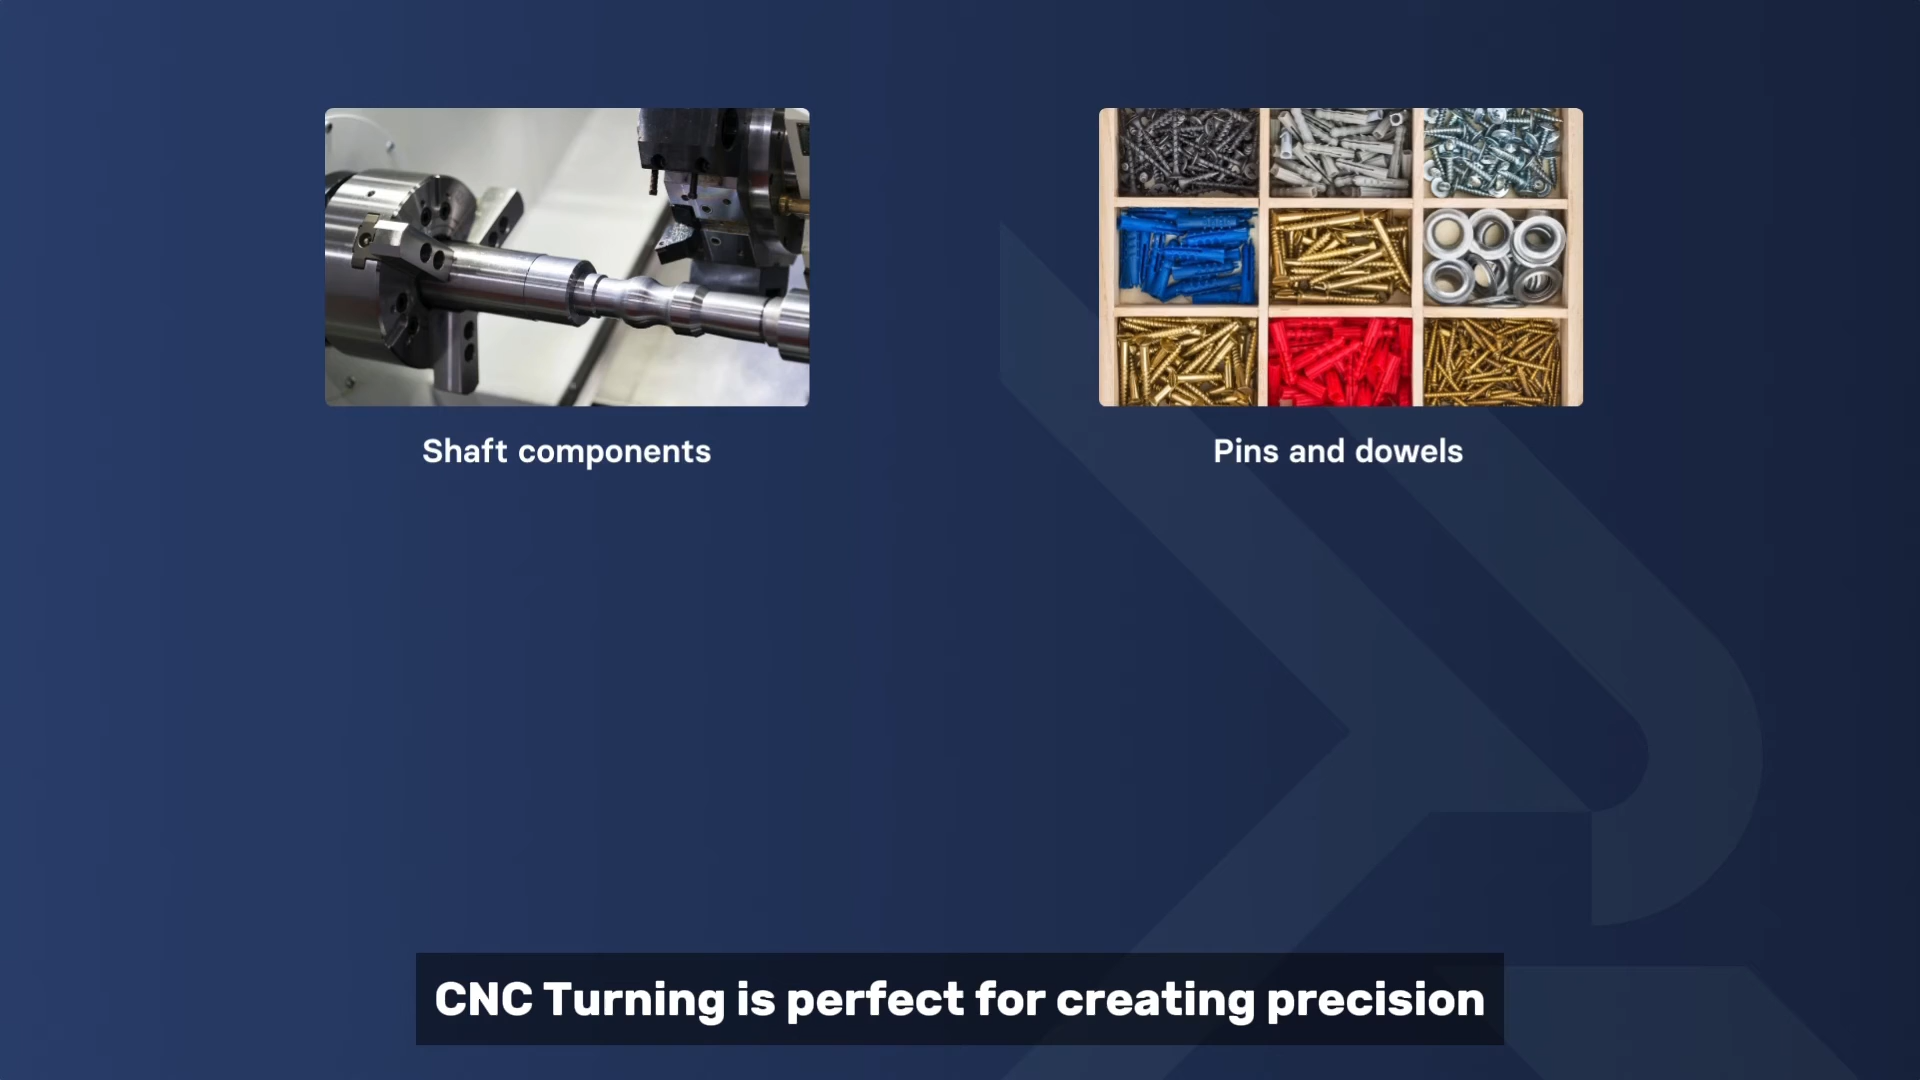 Shaft components
Pins and dowels
CNC Turning is perfect for creating precision